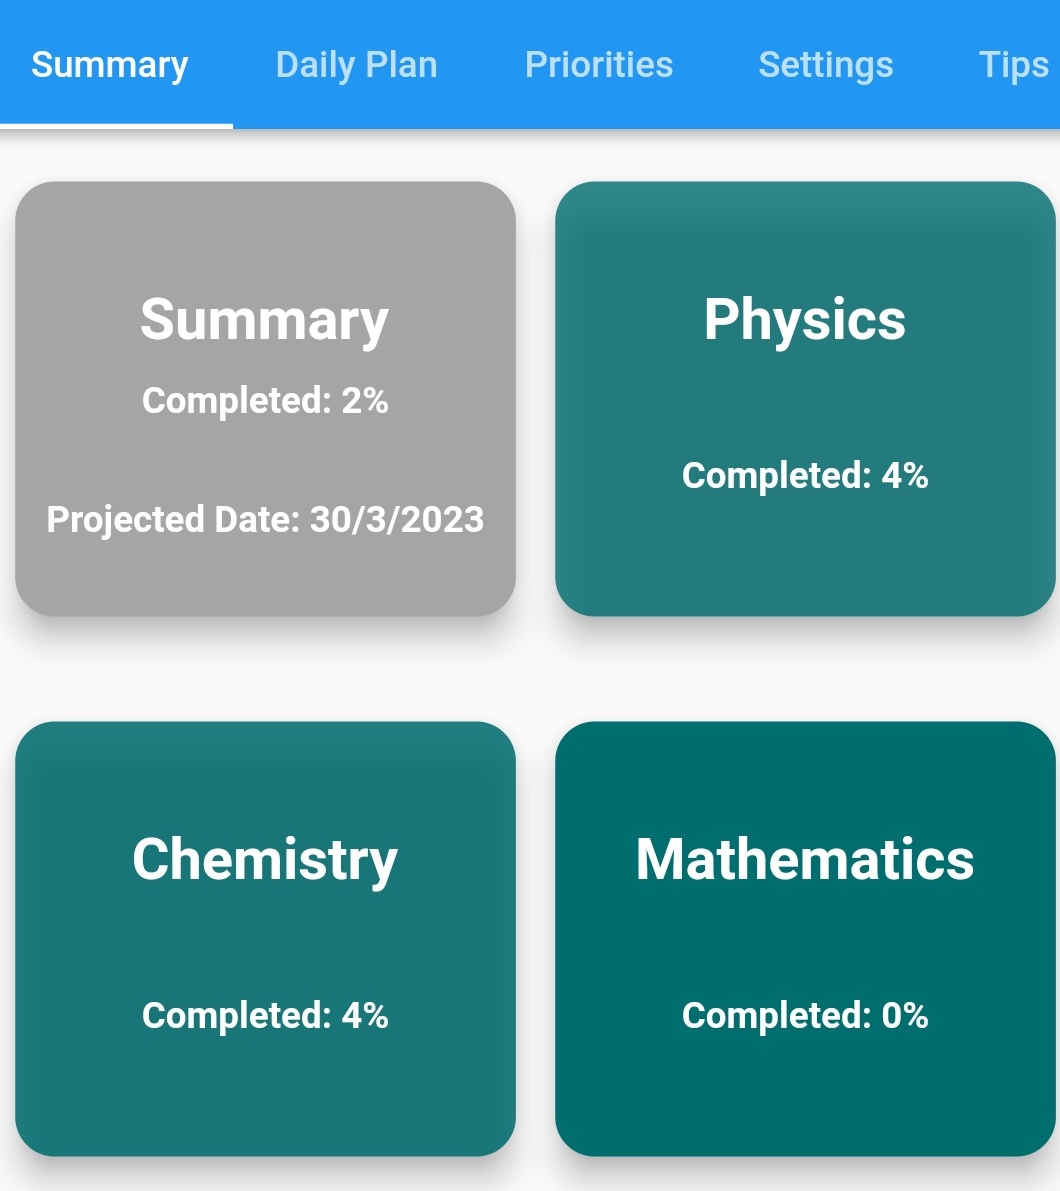 Summary Daily Plan Priorities Settings Tips
Summary
Completed: 2%
Projected Date: 30/3/2023
Physics
Completed: 4%
Chemistry
Completed: 4%
Mathematics
Completed: 0%